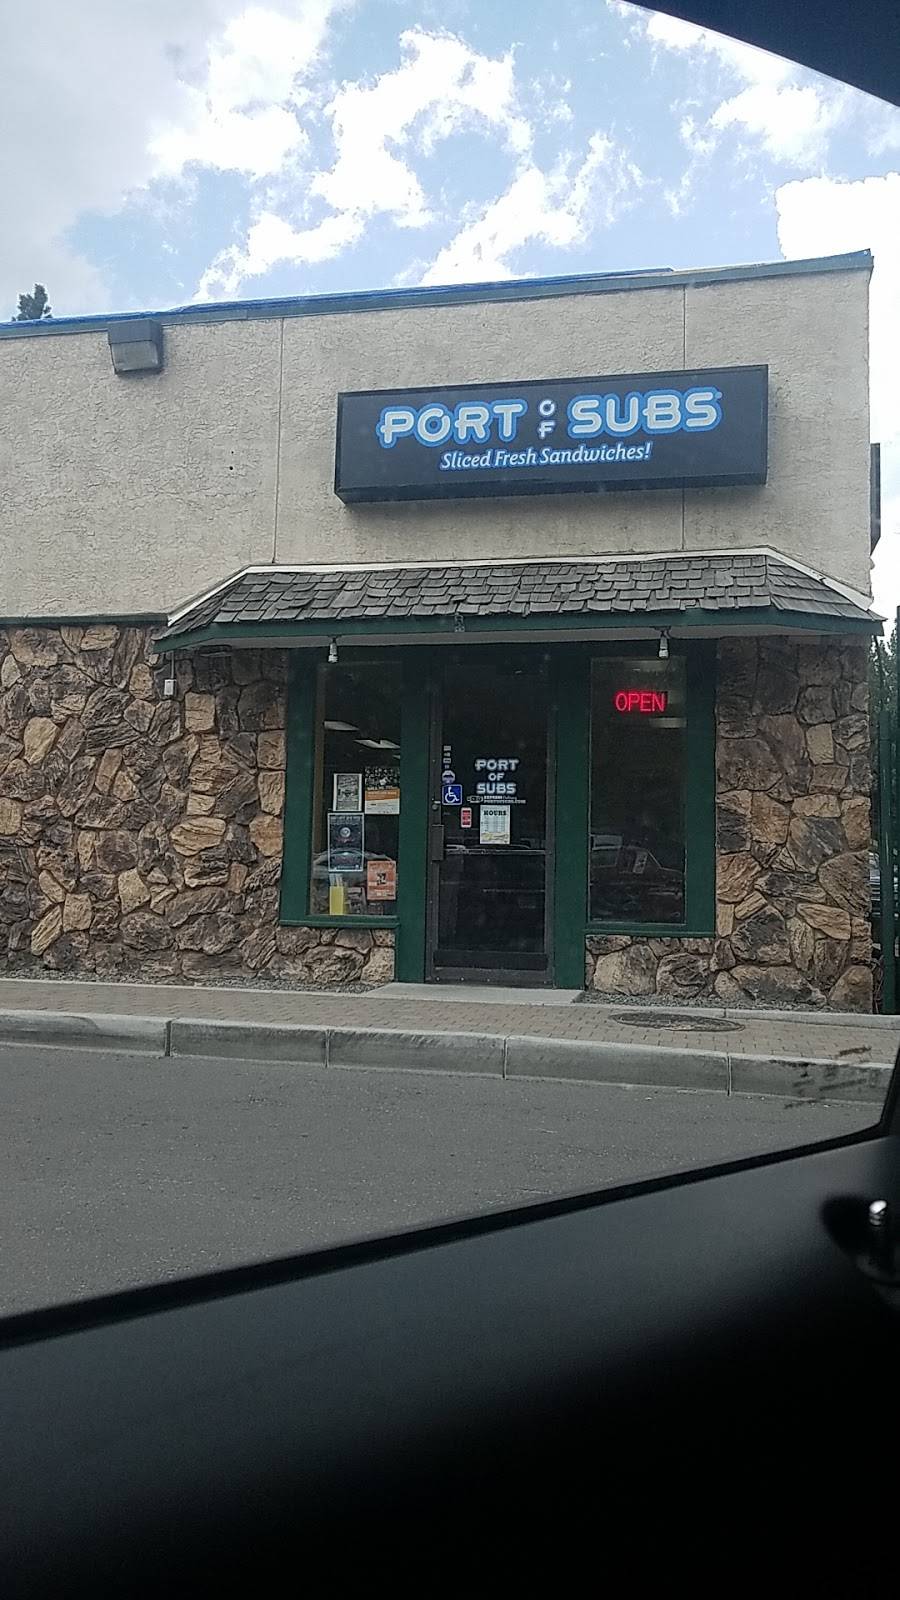 PORT OF SUBS
Sliced Fresh Sandwiches!
OPEN
PORT
OF
SUBS
HOURS